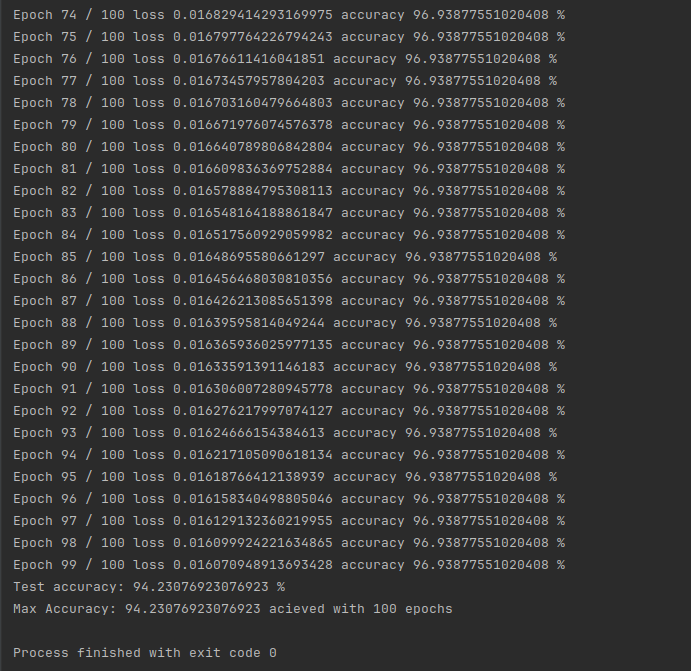 Epoch 74 / 100 loss 0.016829414293169975 accuracy 96.93877551020408 %
Epoch 75 / 100 loss 0.016797764226794243 accuracy 96.93877551020408 %
Epoch 76 / 100 loss 0.01676611416041851 accuracy 96.93877551020408 %
Epoch 77 / 100 loss 0.01673457957804203 accuracy 96.93877551020408 %
Epoch 78 / 100 loss 0.016703160479664803 accuracy 96.93877551020408 %
Epoch 79 / 100 loss 0.016671976074576378 accuracy 96.93877551020408 %
Epoch 80 / 100 loss 0.016640789806842804 accuracy 96.93877551020408 %
Epoch 81 / 100 loss 0.016609836369752884 accuracy 96.93877551020408 %
Epoch 82 / 100 loss 0.016578884795308113 accuracy 96.93877551020408 %
Epoch 83 / 100 loss 0.016548164188861847 accuracy 96.93877551020408 %
Epoch 84 / 100 loss 0.016517560929059982 accuracy 96.93877551020408 %
Epoch 85 / 100 loss 0.01648695580661297 accuracy 96.93877551020408 %
Epoch 86 / 100 loss 0.016456468030810356 accuracy 96.93877551020408 %
Epoch 87 / 100 loss 0.016426213085651398 accuracy 96.93877551020408 %
Epoch 88 / 100 loss 0.01639595814049244 accuracy 96.93877551020408 %
Epoch 89 / 100 loss 0.016365936025977135 accuracy 96.93877551020408 %
Epoch 90 / 100 loss 0.01633591391146183 accuracy 96.93877551020408 %
Epoch 91 / 100 loss 0.016306007280945778 accuracy 96.93877551020408 %
Epoch 92 / 100 loss 0.016276217997074127 accuracy 96.93877551020408 %
Epoch 93 / 100 loss 0.01624666154384613 accuracy 96.93877551020408 %
Epoch 94 / 100 loss 0.016217105090618134 accuracy 96.93877551020408 %
Epoch 95 / 100 loss 0.01618766412138939 accuracy 96.93877551020408 %
Epoch 96 / 100 loss 0.016158340498805046 accuracy 96.93877551020408 %
Epoch 97 / 100 loss 0.016129132360219955 accuracy 96.93877551020408 %
Epoch 98 / 100 loss 0.016099924221634865 accuracy 96.93877551020408 %
Epoch 99 / 100 loss 0.016070948913693428 accuracy 96.93877551020408 %
Test accuracy: 94.23076923076923 %
Max Accuracy: 94.23076923076923 acieved with 100 epochs
Process finished with exit code 0